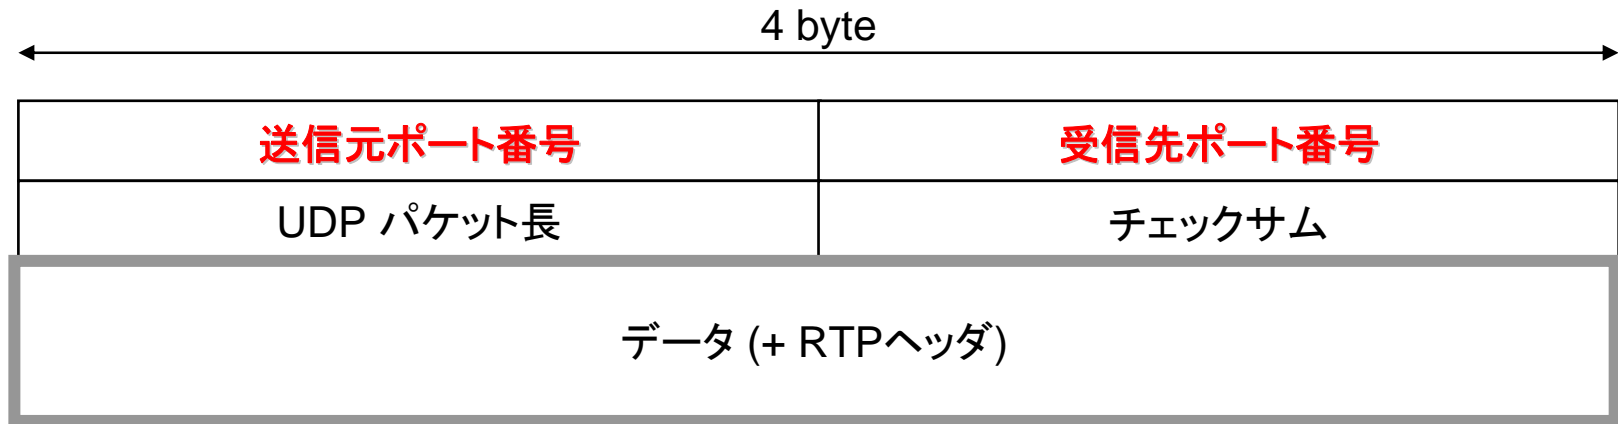 4 byte
送信元ポート番号
受信先ポート番号
UDP パケット長
チェックサム
データ (+ RTPヘッダ)